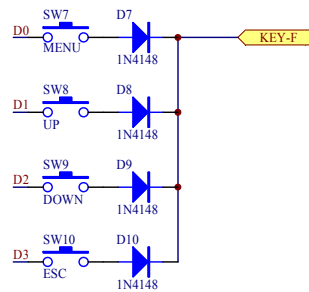 SW7 D7
D0 KEY-F
MENU 1N4148
SW8 D8
D1
UP 1N4148
SW9 D9
D2
DOWN 1N4148
SW10 D10
D3
ESC 1N4148